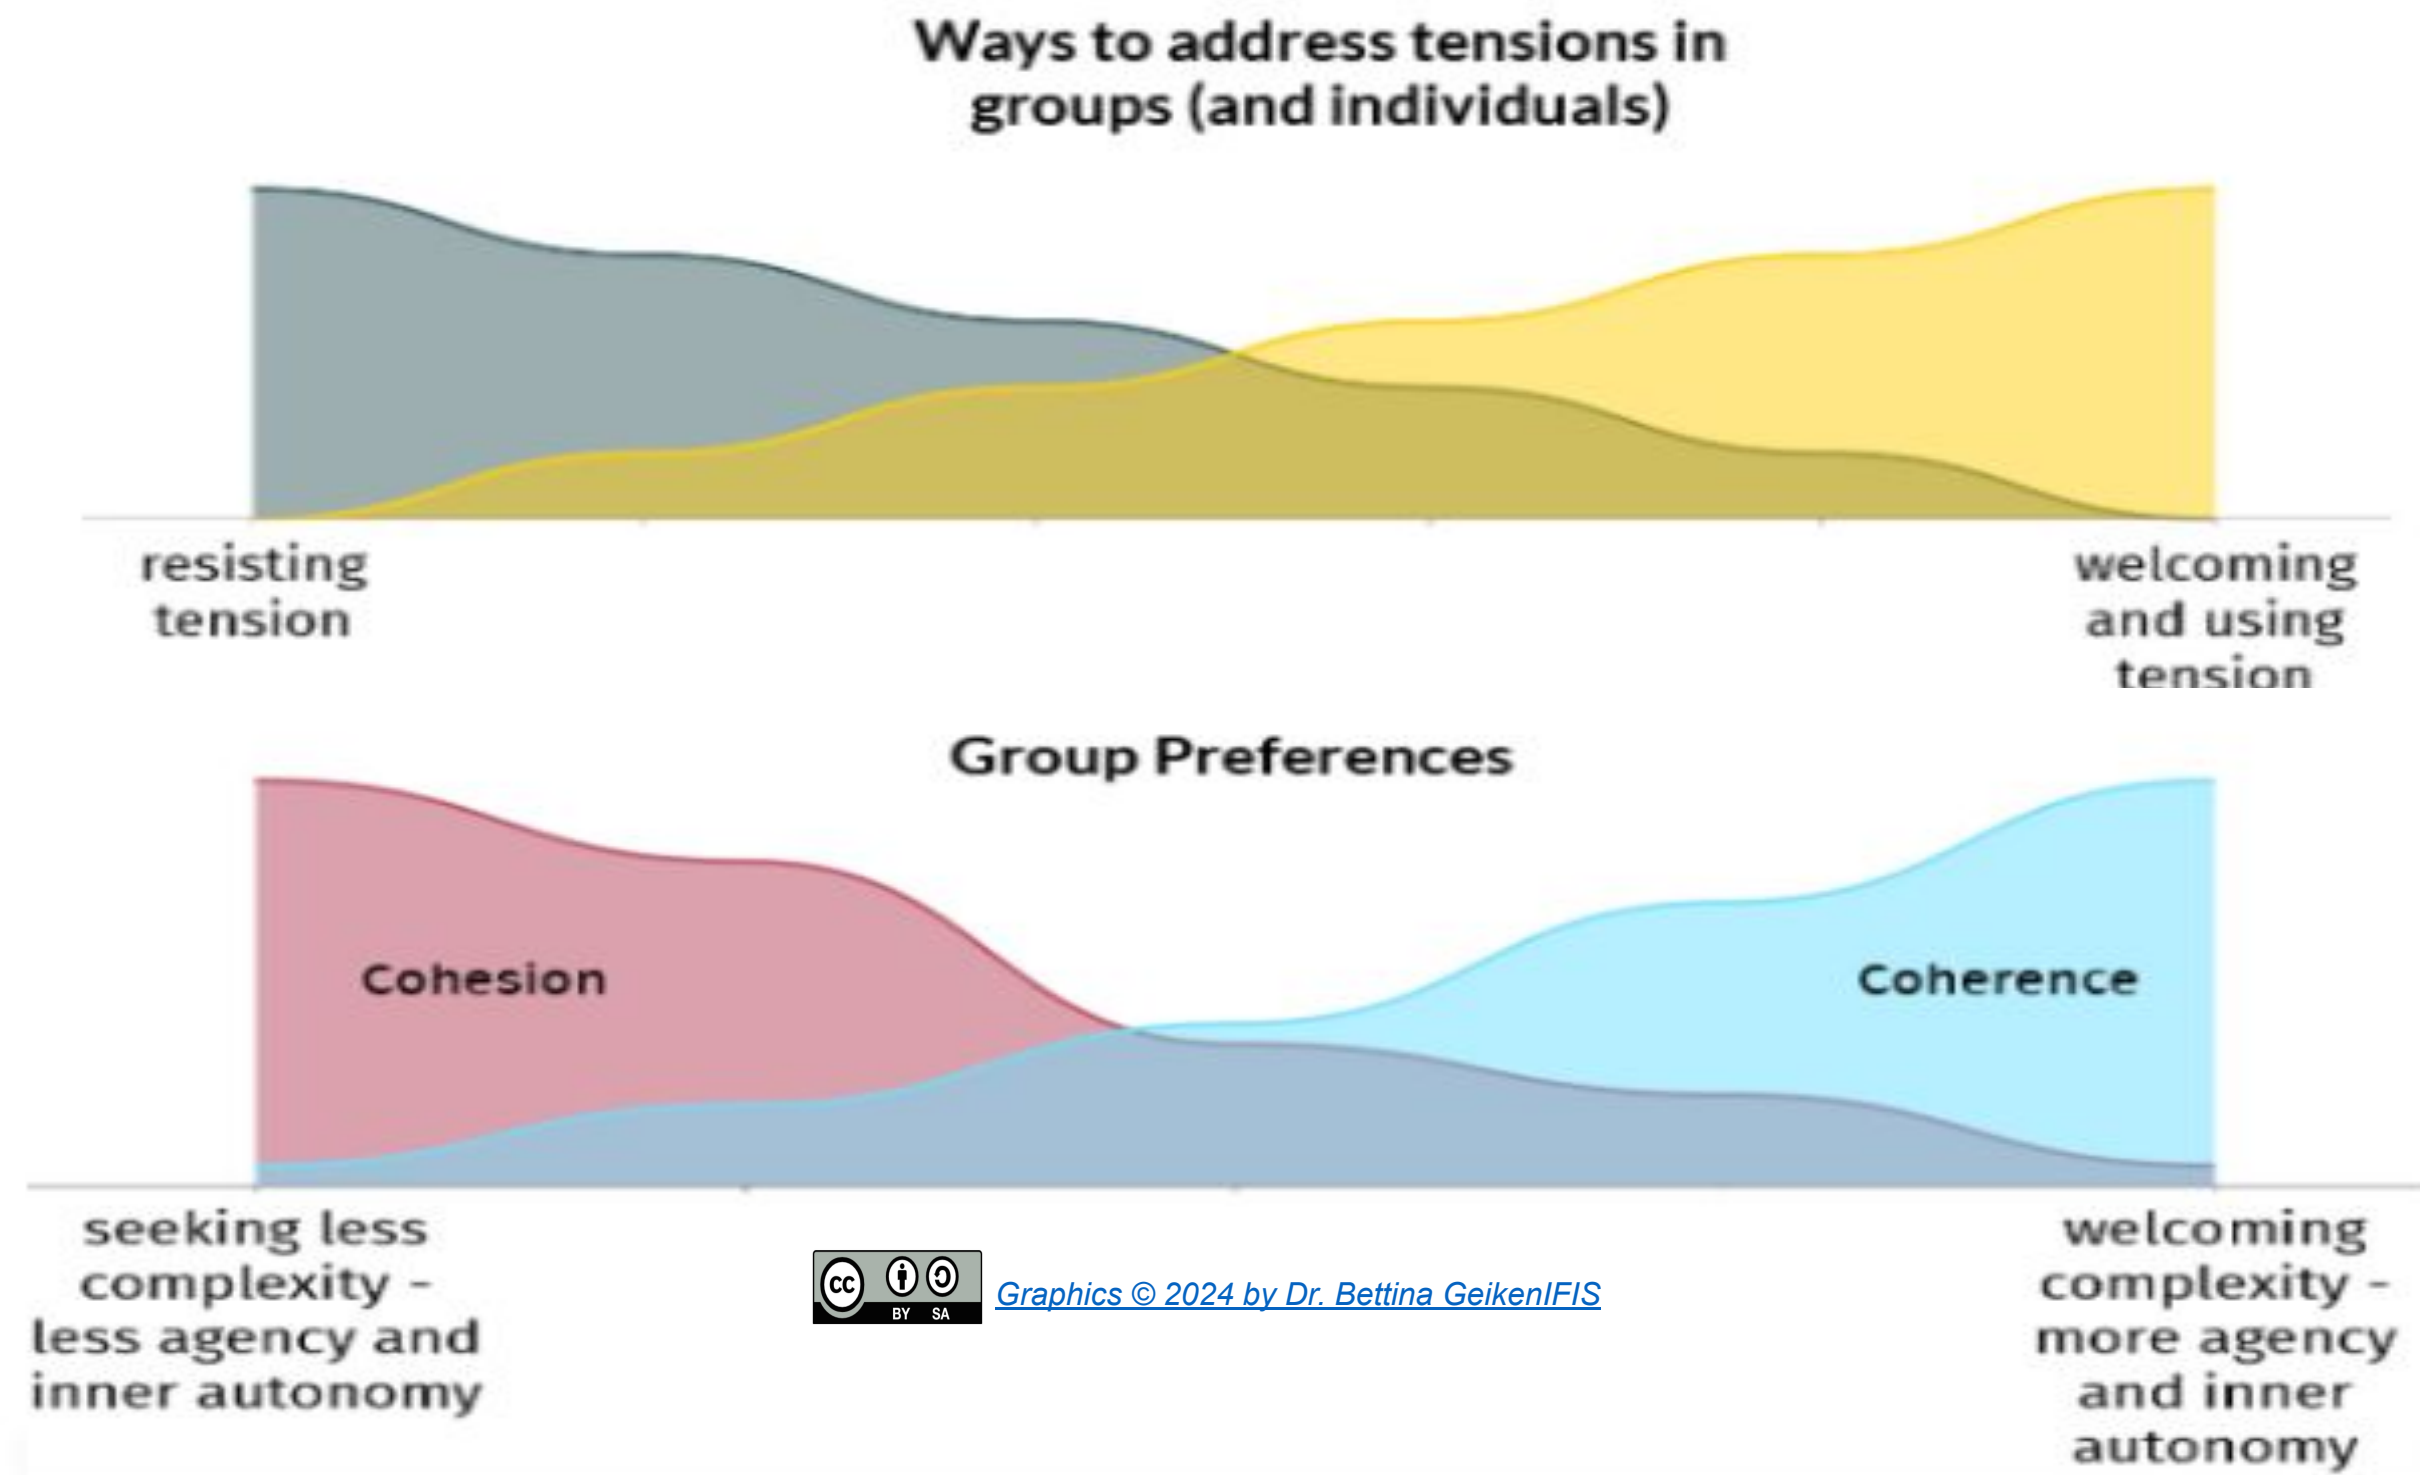 Ways to address tensions in
groups (and individuals)
resisting
tension
welcoming
and using
tension
Group Preferences
Cohesion
Coherence
seeking less
complexity -
less agency and
inner autonomy
welcoming
complexity -
more agency
and inner
autonomy
cc BY SA
Graphics © 2024 by Dr. Bettina GeikenIFIS